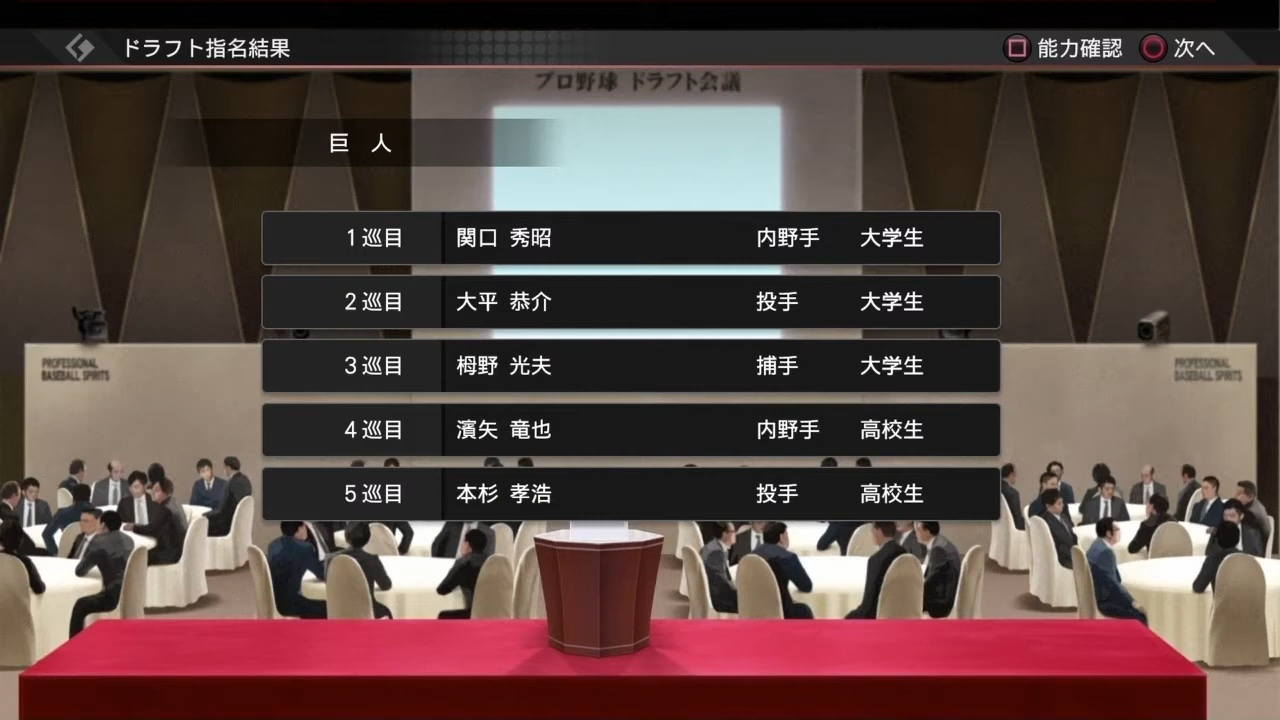 ドラフト指名結果
能力確認 次へ
プロ野球 ドラフト会議
巨 人
1巡目 関口 秀昭 内野手 大学生
2巡目 大平 恭介 投手 大学生
3巡目 栂野 光夫 捕手 大学生
4巡目 濱矢 竜也 内野手 高校生
5巡目 本杉 孝浩 投手 高校生
PROFESSIONAL
BASEBALL SPIRITS
PROFESSIONAL
BASEBALL SPIRITS